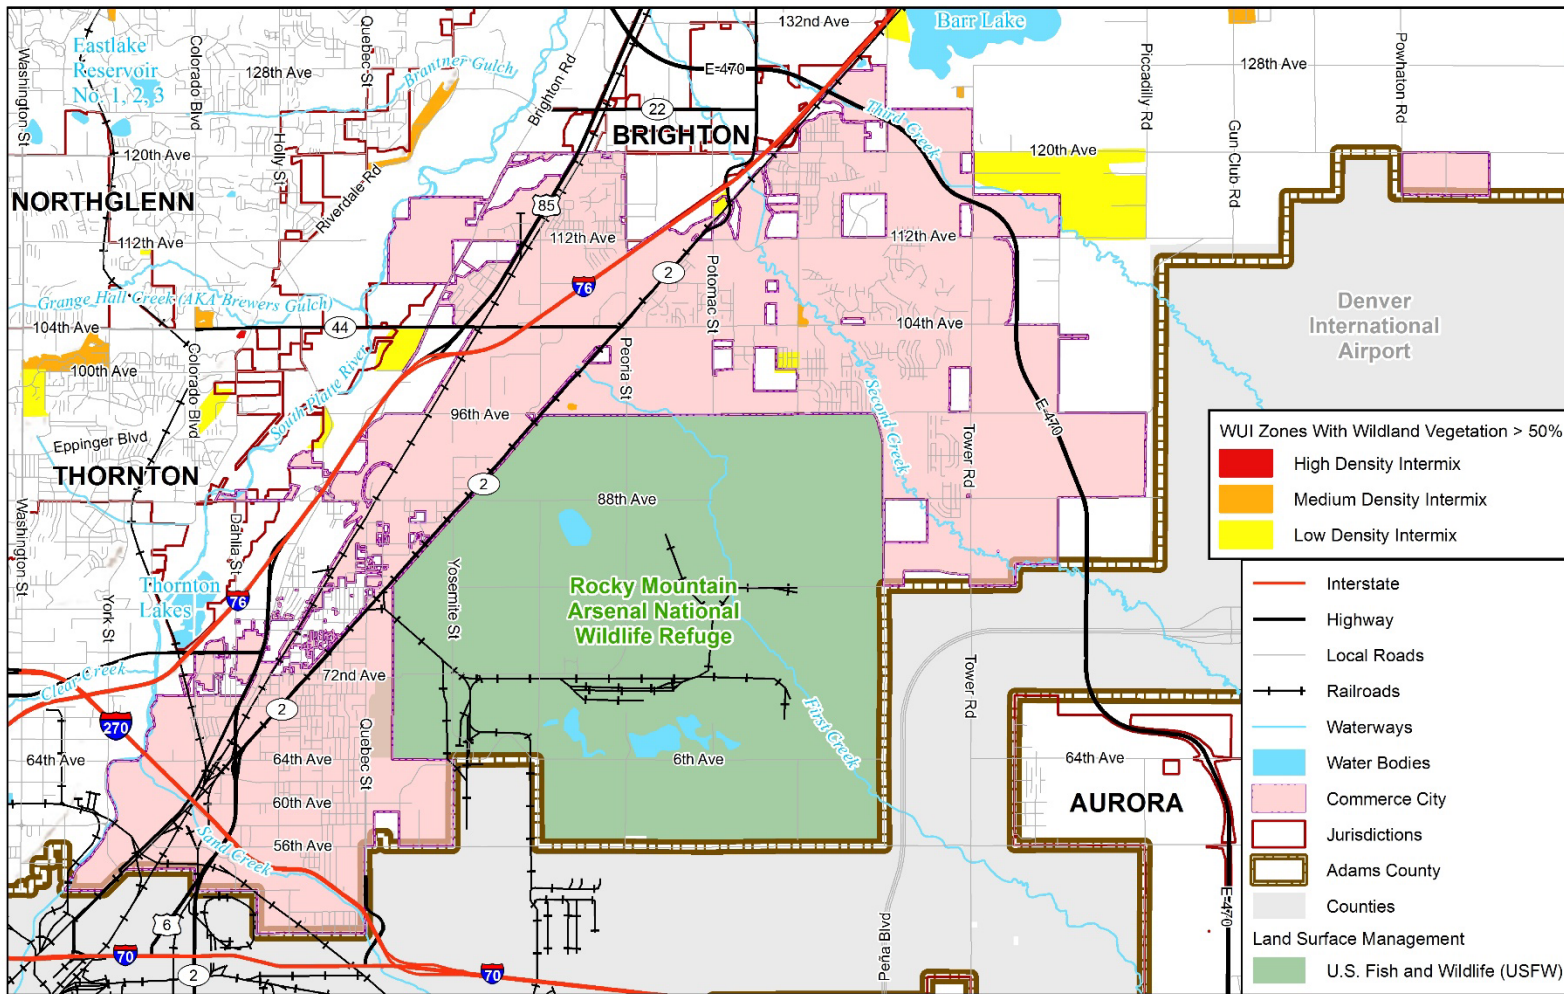 132nd Ave
Barr Lake
Eastlake
Reservoir
No. 1, 2, 3
Washington St
Colorado Blvd
Quebec St
128th Ave
Brantner Gulch
Brighton Rd
E-470
Piccadilly Rd
128th Ave
Powhaton Rd
22
BRIGHTON
Third Creek
120th Ave
Holly St
Riverdale Rd
120th Ave
Gun Club Rd
NORTHGLENN
85
112th Ave
112th Ave
112th Ave
2
Potomac St
76
Grange Hall Creek (AKA Brewers Gulch)
104th Ave
44
104th Ave
Denver
International
Airport
100th Ave
Colorado Blvd
South Platte River
Peoria St
Second Creek
E-470
96th Ave
Tower Rd
Eppinger Blvd
THORNTON
2
88th Ave
Washington St
Dahlia St
Thornton
Lakes
76
York St
Yosemite St
Rocky Mountain
Arsenal National
Wildlife Refuge
Clear Creek
72nd Ave
Tower Rd
First Creek
270
2
Quebec St
64th Ave
64th Ave
6th Ave
64th Ave
60th Ave
AURORA
Sand Creek
56th Ave
E-470
6
70
2
70
Peña Blvd
WUI Zones With Wildland Vegetation > 50%
High Density Intermix
Medium Density Intermix
Low Density Intermix
Interstate
Highway
Local Roads
Railroads
Waterways
Water Bodies
Commerce City
Jurisdictions
Adams County
Counties
Land Surface Management
U.S. Fish and Wildlife (USFW)